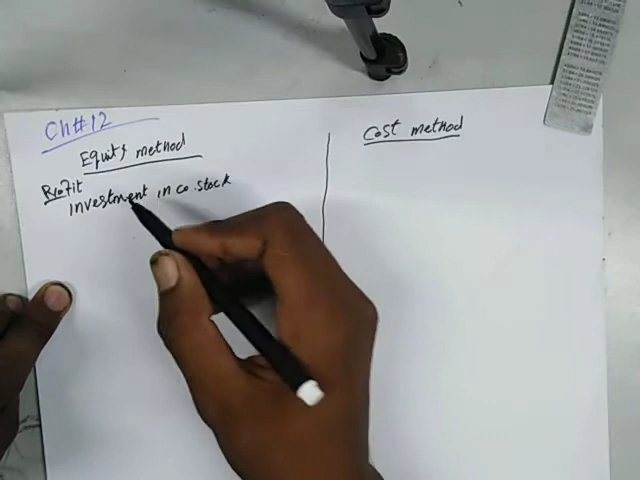 Ch#12
Equity method
Profit
Investment in co. stock
Cost method